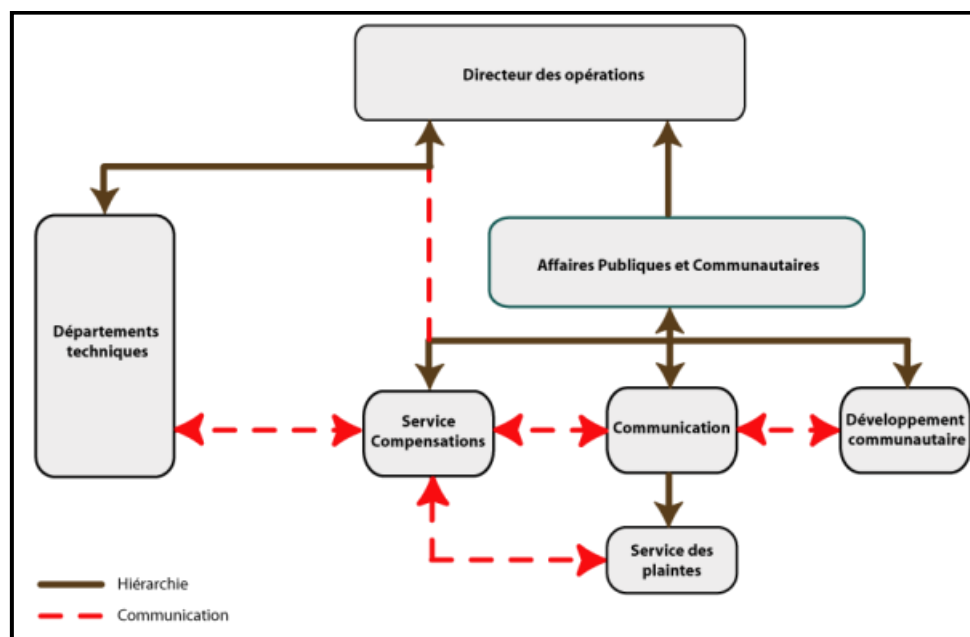 Directeur des opérations
Affaires Publiques et Communautaires
Départements
techniques
Service
Compensations
Communication
Développement
communautaire
Service des
plaintes
Hiérarchie
Communication